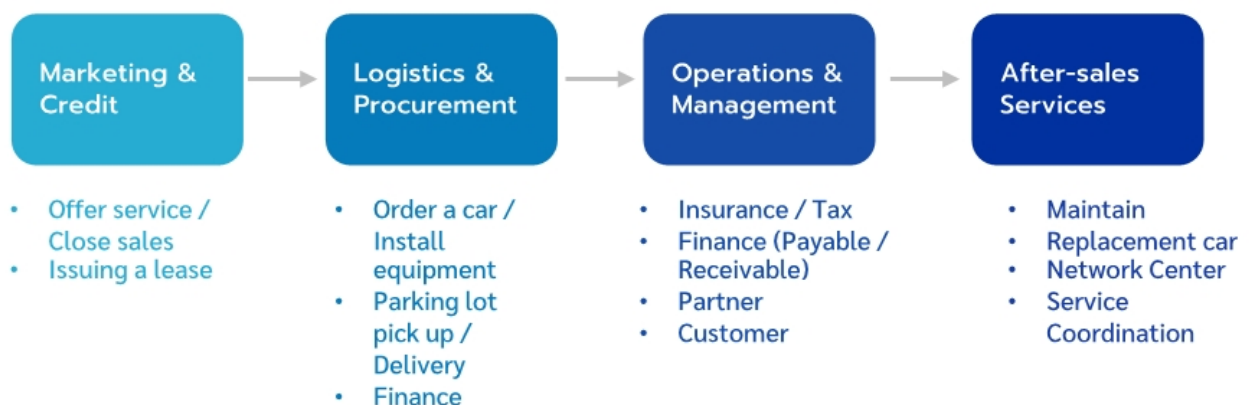 Marketing &
Credit
• Offer service /
Close sales
• Issuing a lease
Logistics &
Procurement
• Order a car /
Install
equipment
• Parking lot
pick up /
Delivery
• Finance
Operations &
Management
• Insurance / Tax
• Finance (Payable /
Receivable)
• Partner
• Customer
After-sales
Services
• Maintain
• Replacement car
• Network Center
• Service
Coordination